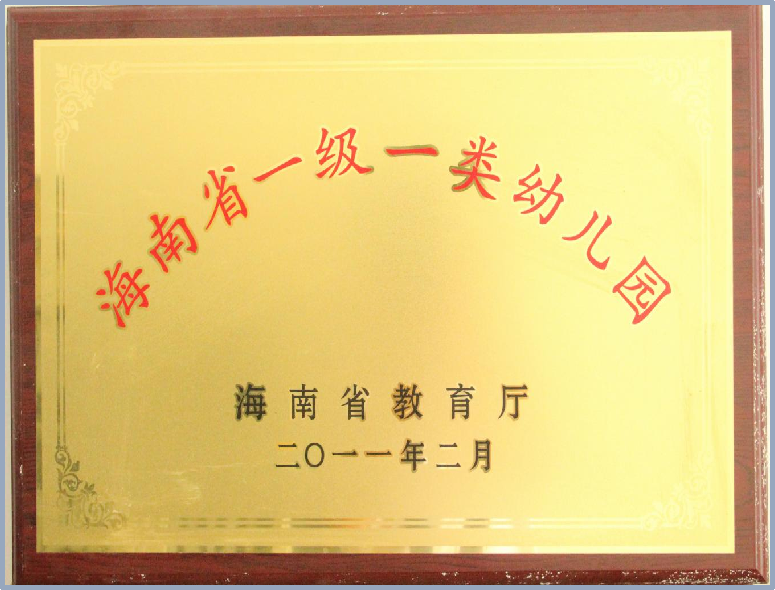 海南省一级一类幼儿园
海南省教育厅
二〇一一年二月